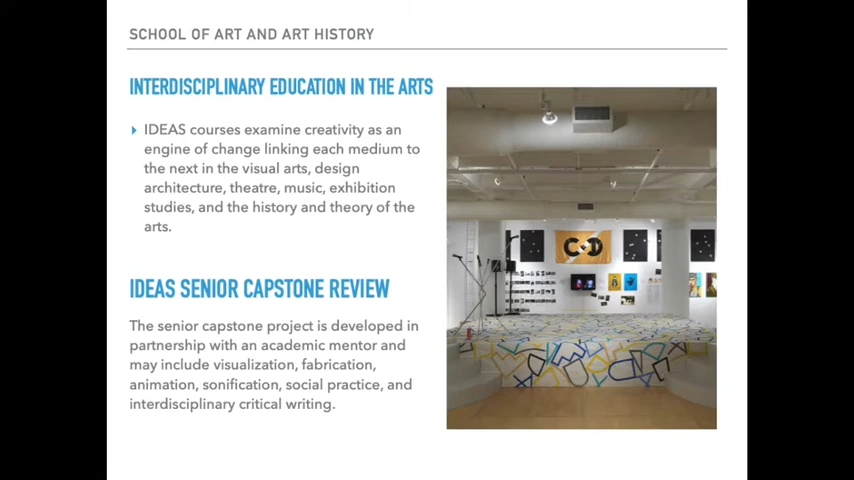 SCHOOL OF ART AND ART HISTORY
INTERDISCIPLINARY EDUCATION IN THE ARTS
IDEAS courses examine creativity as an
engine of change linking each medium to
the next in the visual arts, design
architecture, theatre, music, exhibition
studies, and the history and theory of the
arts.
IDEAS SENIOR CAPSTONE REVIEW
The senior capstone project is developed in
partnership with an academic mentor and
may include visualization, fabrication,
animation, sonification, social practice, and
interdisciplinary critical writing.